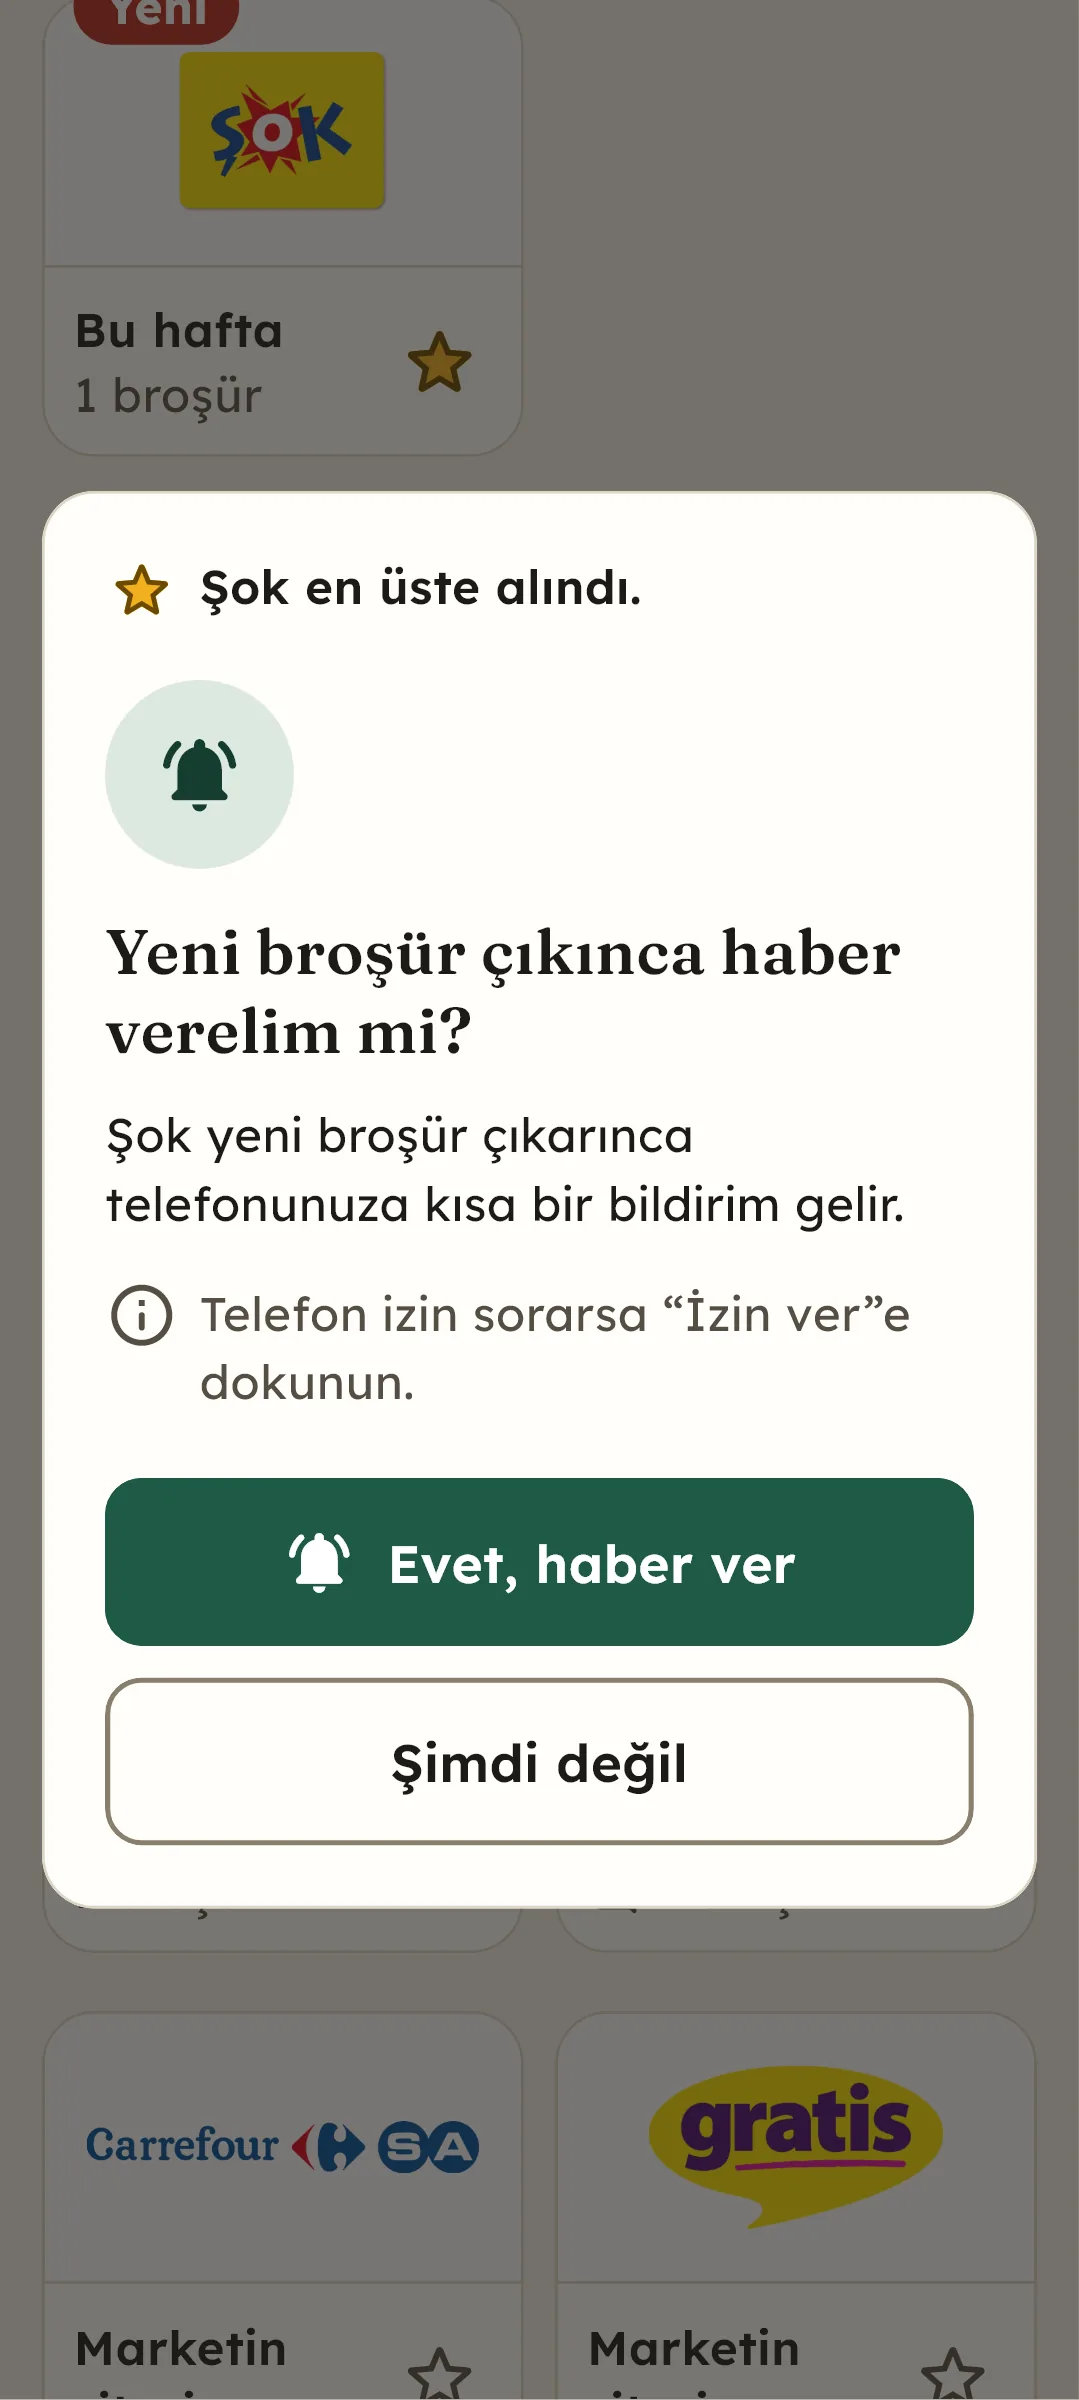 Yeni
ŞOK
Bu hafta
1 broşür
Şok en üste alındı.
Yeni broşür çıkınca haber
verelim mi?
Şok yeni broşür çıkarınca
telefonunuza kısa bir bildirim gelir.
Telefon izin sorarsa “İzin ver”e
dokunun.
Evet, haber ver
Şimdi değil
Carrefour SA
gratis
Marketin
Marketin